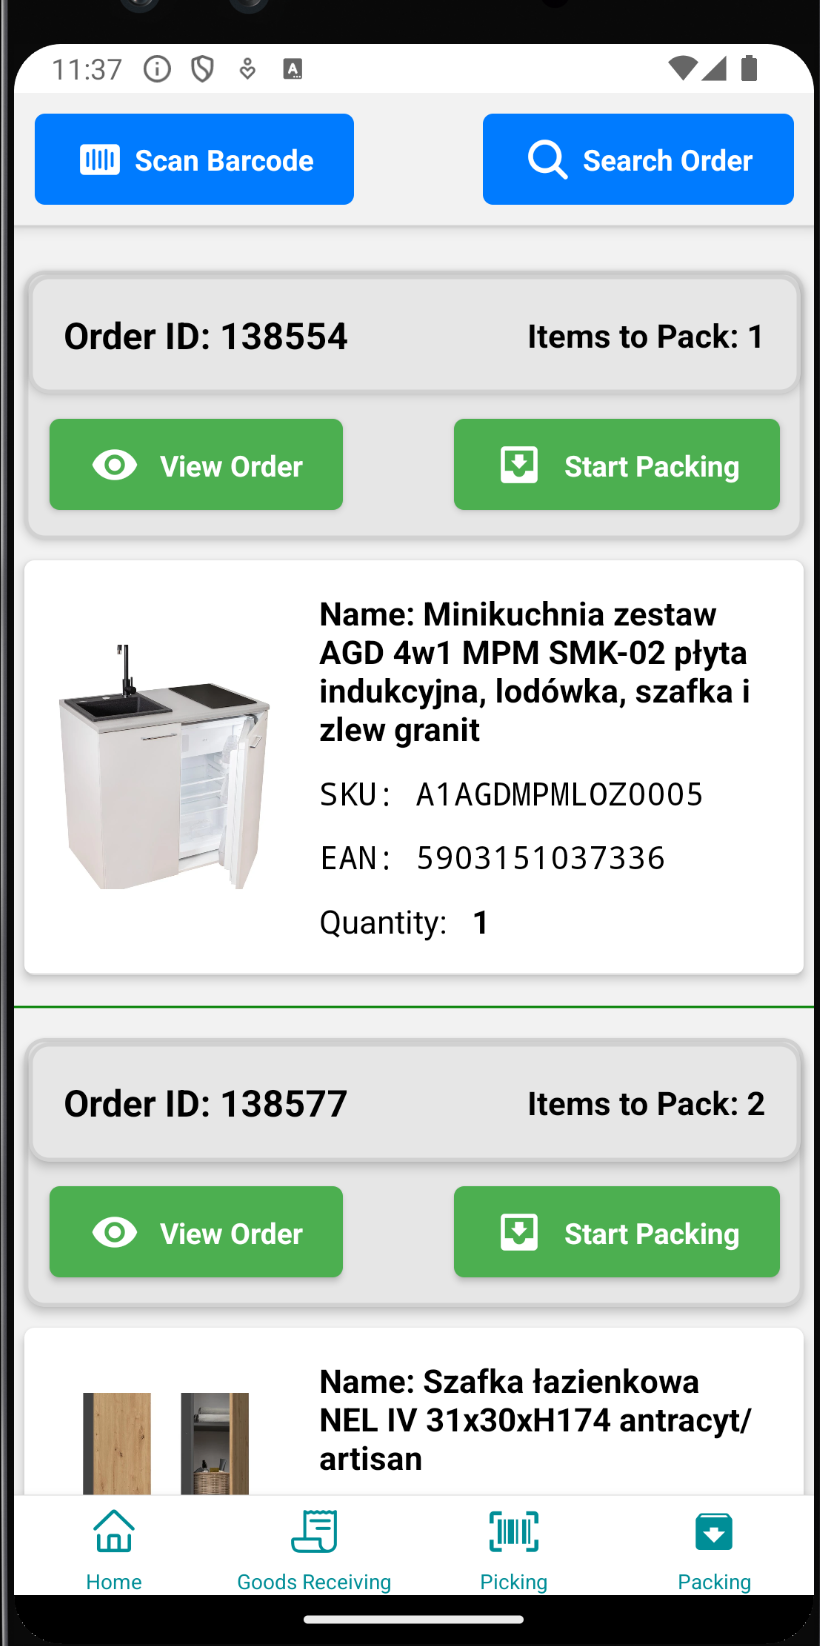 11:37
Scan Barcode
Search Order
Order ID: 138554
Items to Pack: 1
View Order
Start Packing
Name: Minikuchnia zestaw
AGD 4w1 MPM SMK-02 płyta
indukcyjna, lodówka, szafka i
zlew granit
SKU: A1AGDMPMLOZ0005
EAN: 5903151037336
Quantity: 1
Order ID: 138577
Items to Pack: 2
View Order
Start Packing
Name: Szafka łazienkowa
NEL IV 31x30xH174 antracyt/
artisan
Home
Goods Receiving
Picking
Packing